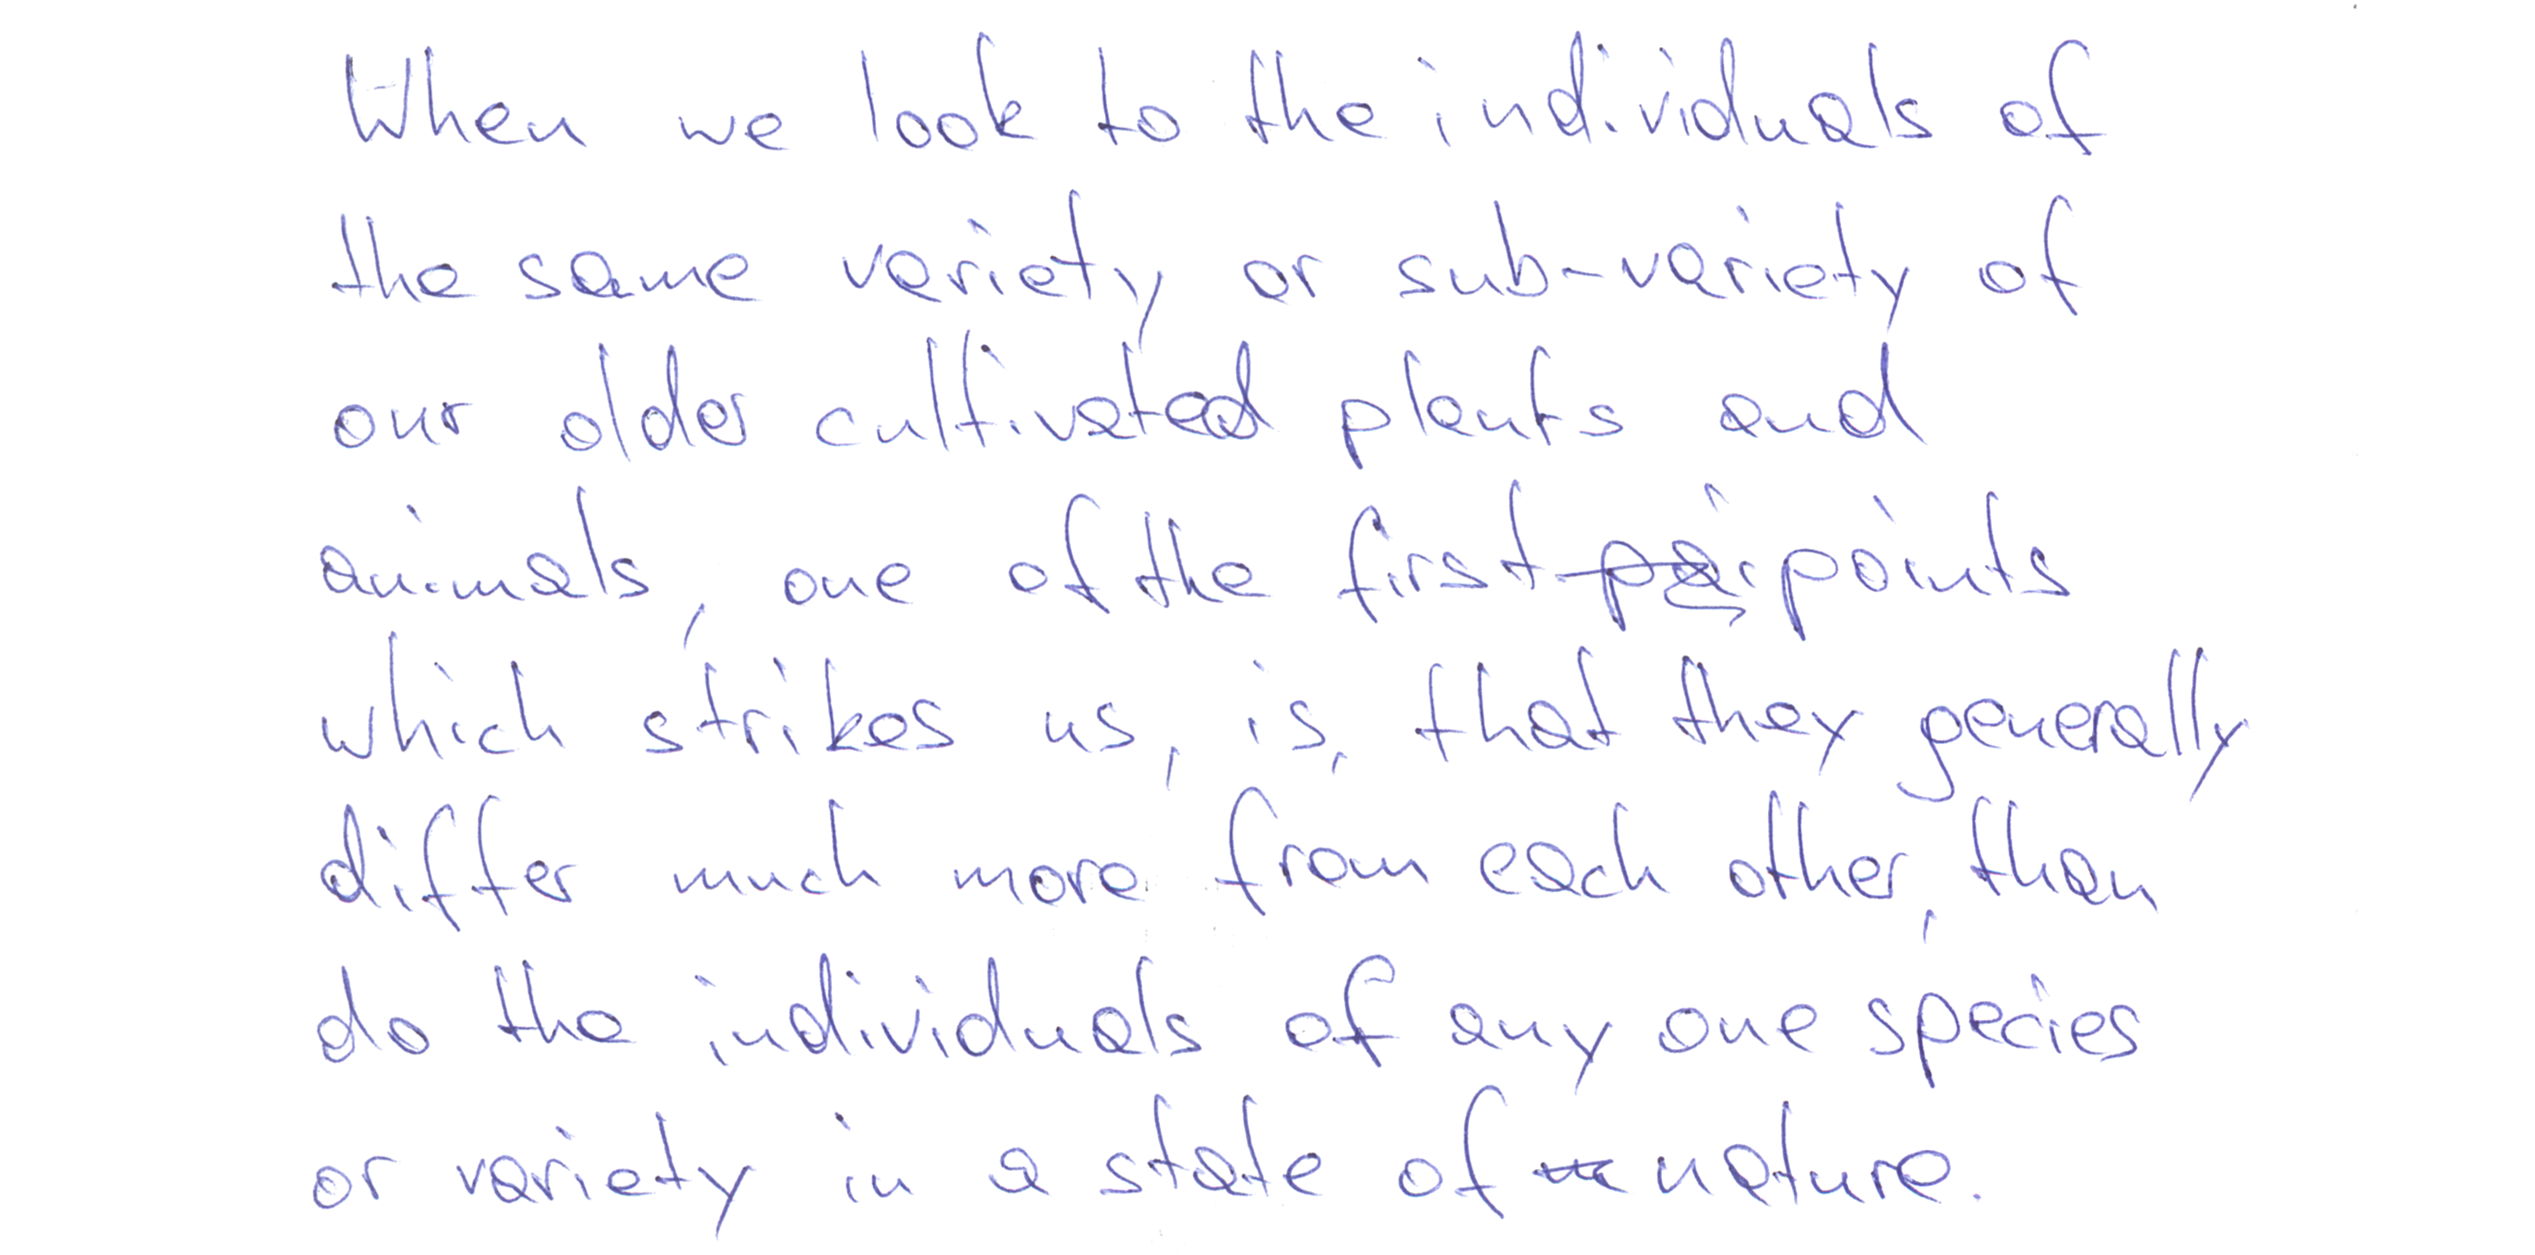 When we look to the individuals of
the same variety or sub-variety of
our older cultivated plants and
animals, one of the first points
which strikes us, is, that they generally
differ much more from each other, than
do the individuals of any one species
or variety in a state of nature.